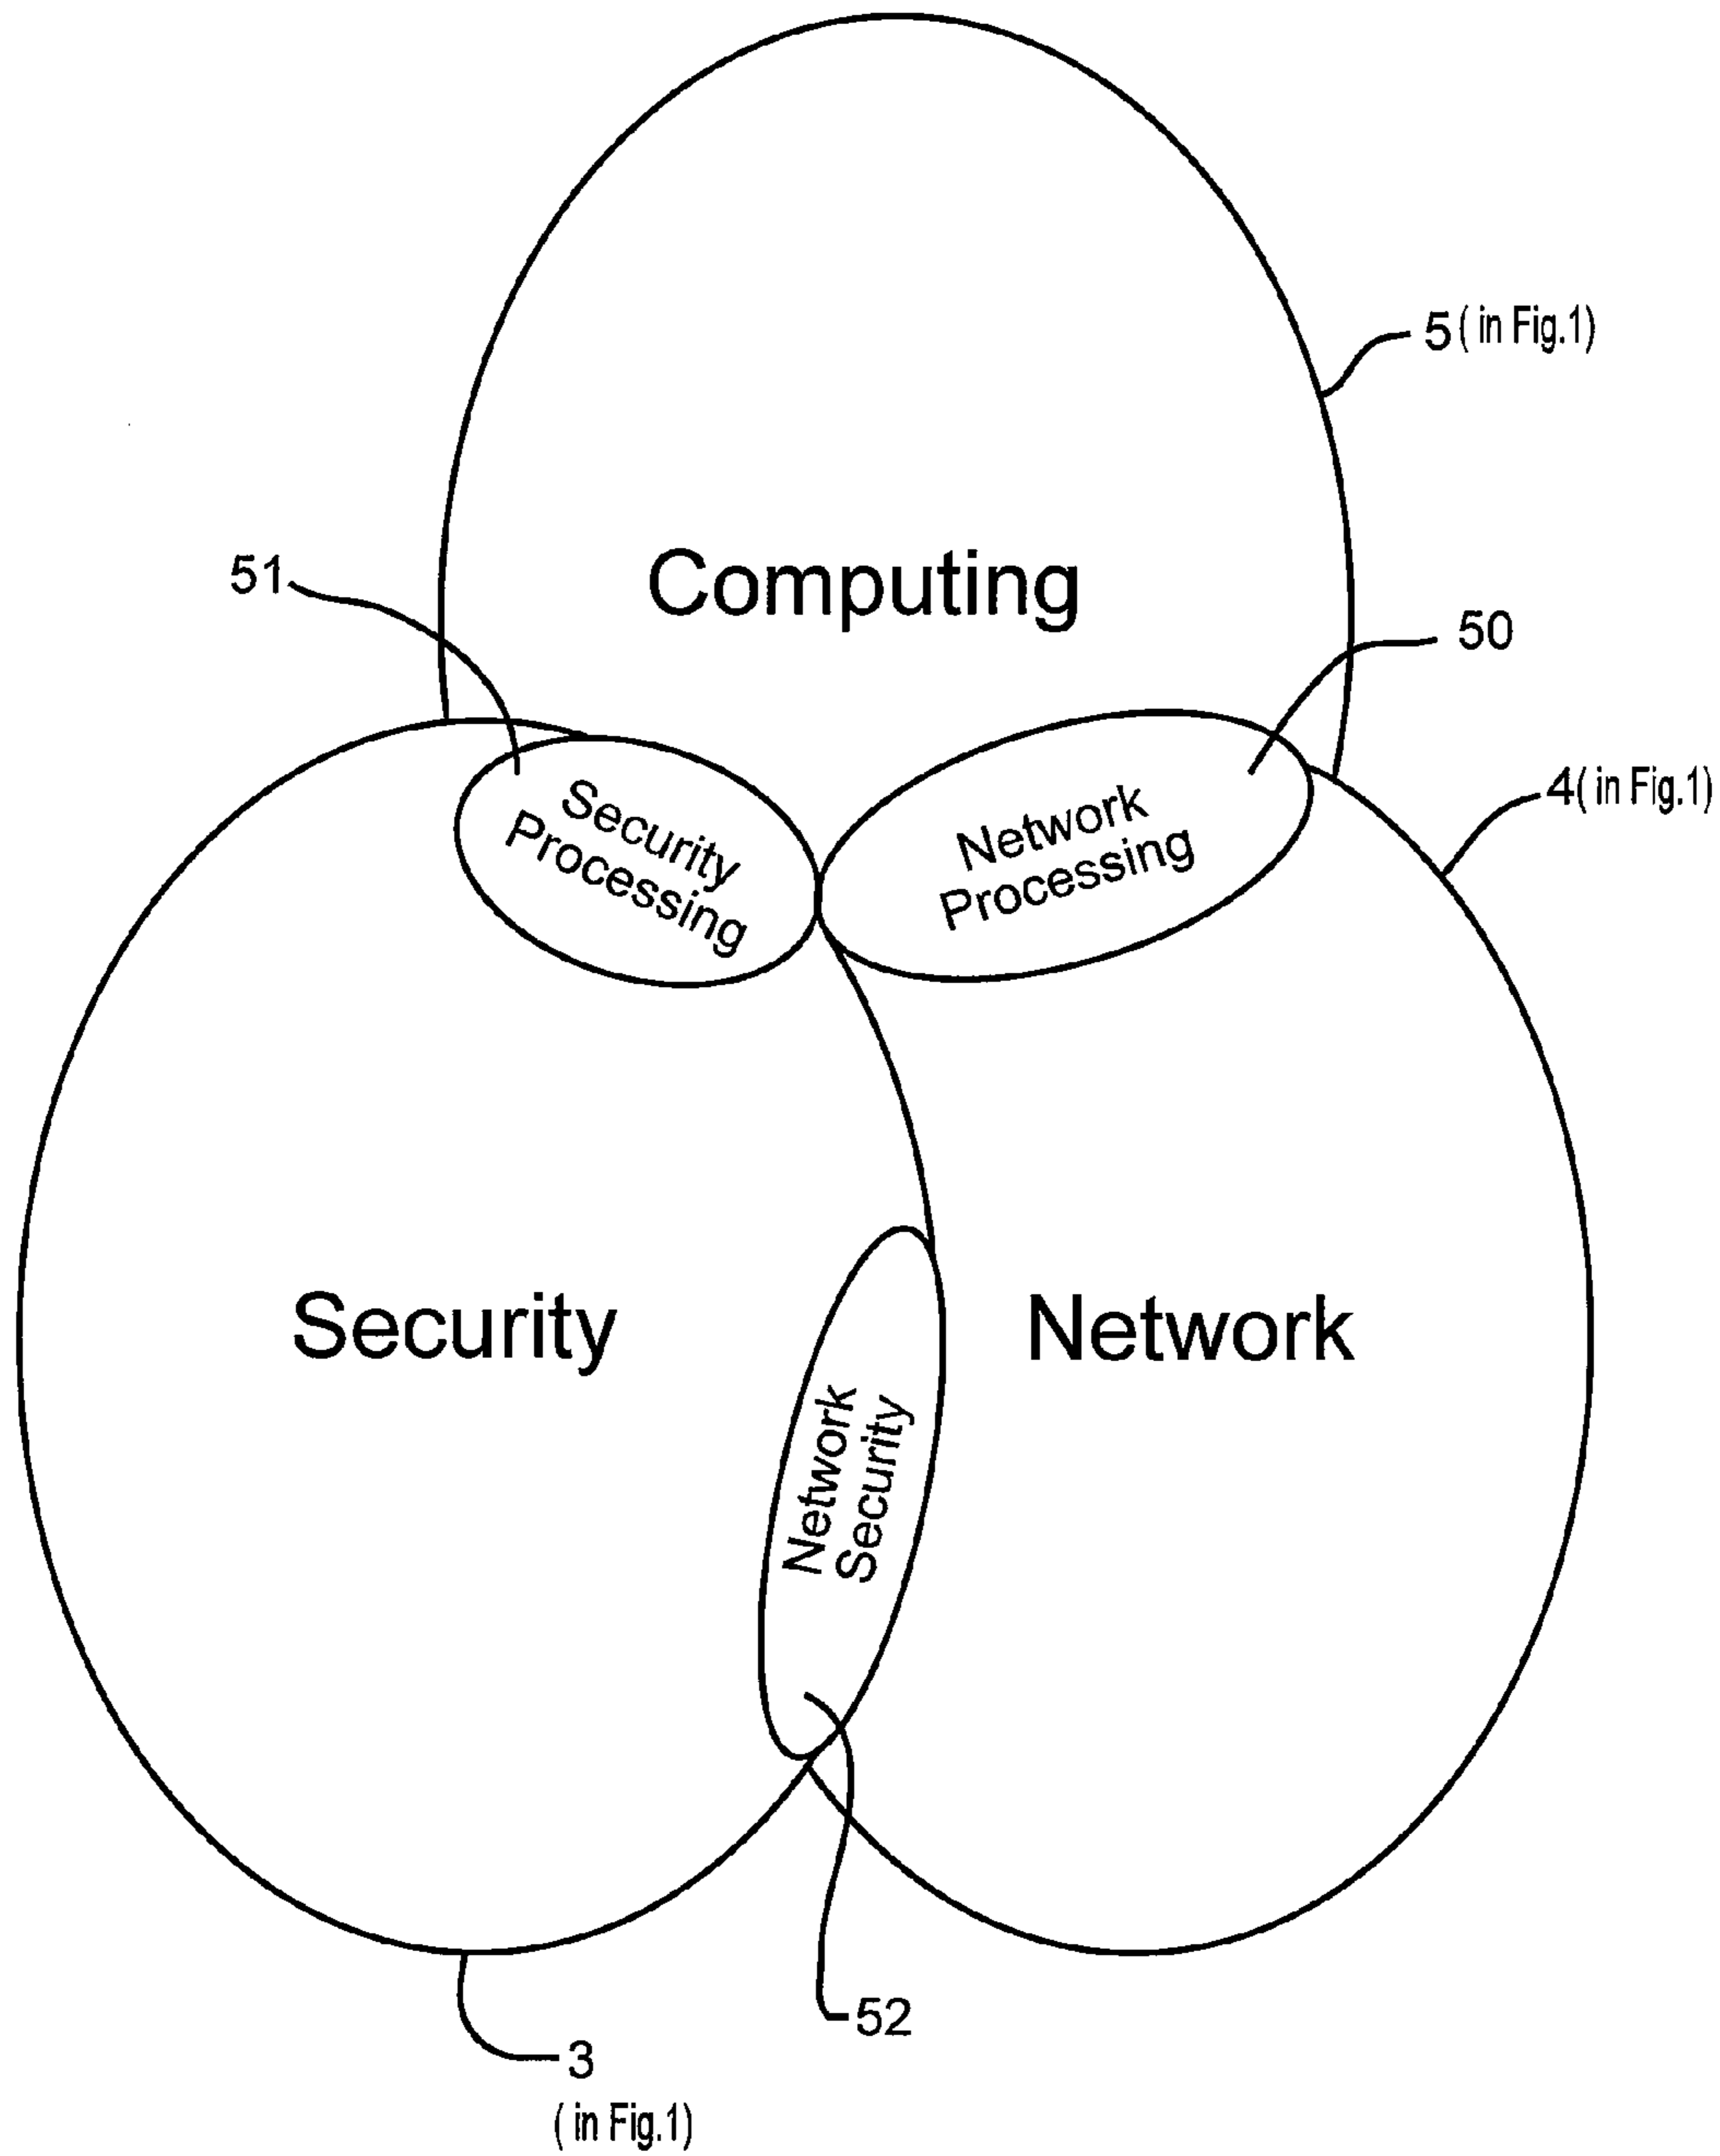 5 ( in Fig.1)
51
Computing
50
4 ( in Fig.1)
Security
Processing
Network
Processing
Security
Network
Network
Security
52
3
( in Fig.1)